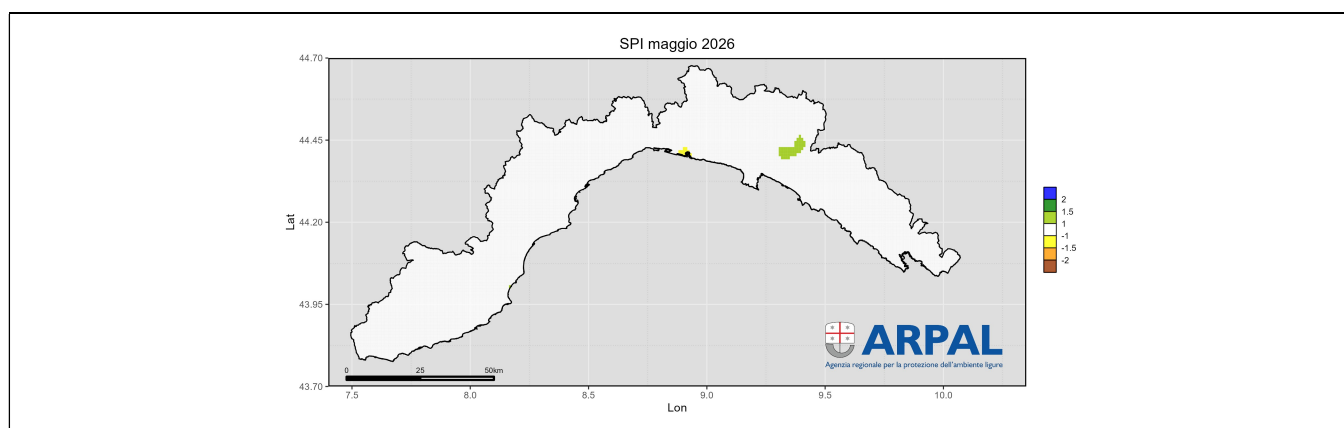 SPI maggio 2026
44.70
44.45
44.20
43.95
43.70
Lat
2
1.5
1
-1
-1.5
-2
ARPAL
Agenzia regionale per la protezione dell'ambiente ligure
0 25 50km
7.5 8.0 8.5 9.0 9.5 10.0
Lon